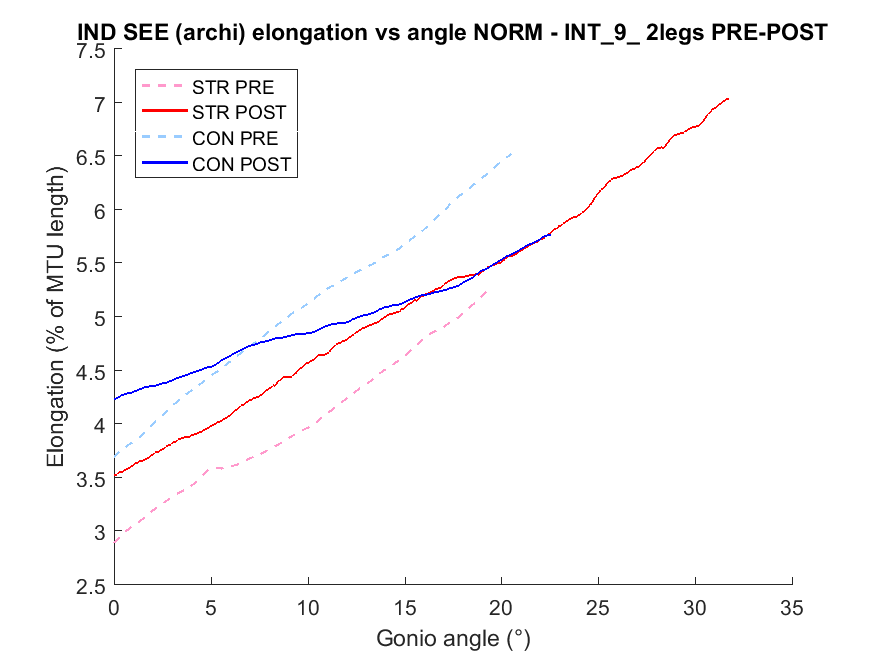 IND SEE (archi) elongation vs angle NORM - INT_9_ 2legs PRE-POST
7.5
7
6.5
6
5.5
5
4.5
4
3.5
3
2.5
Elongation (% of MTU length)
STR PRE
STR POST
CON PRE
CON POST
0 5 10 15 20 25 30 35
Gonio angle (°)